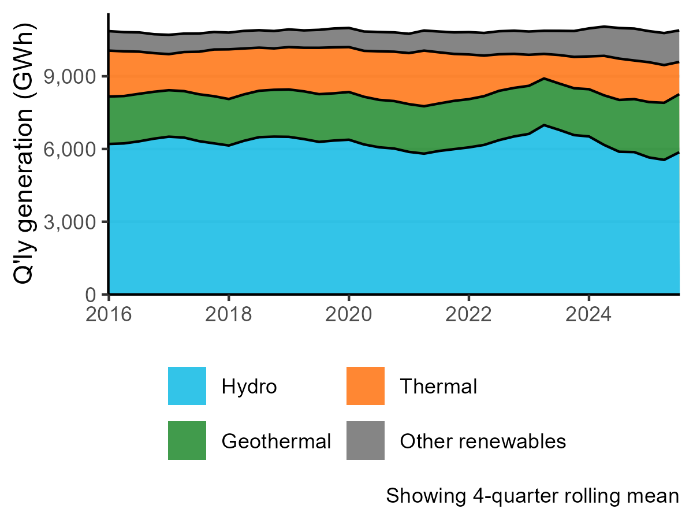 Q'ly generation (GWh)
9,000
6,000
3,000
0
2016 2018 2020 2022 2024
Hydro Thermal
Geothermal Other renewables
Showing 4-quarter rolling mean